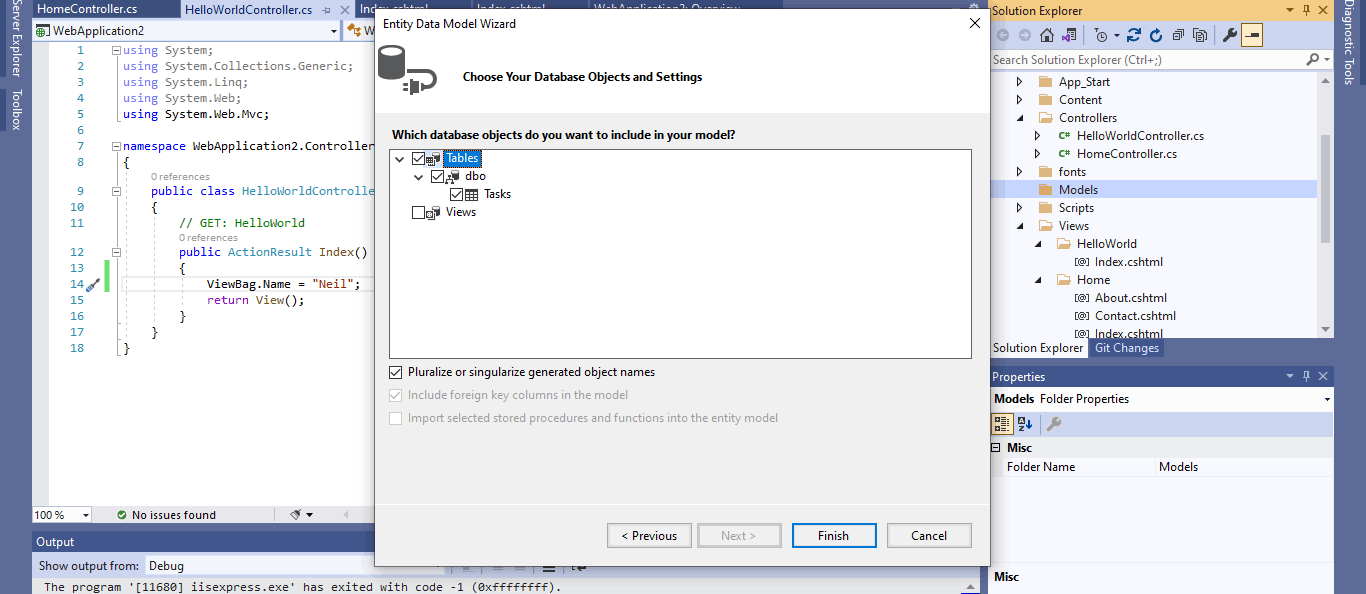 HomeController.cs
HelloWorldController.cs
Index.cshtml
Index.cshtml
WebApplication2: Overview
Server Explorer
Toolbox
WebApplication2
1 using System;
2 using System.Collections.Generic;
3 using System.Linq;
4 using System.Web;
5 using System.Web.Mvc;
6
7 namespace WebApplication2.Controller
8 {
0 references
9 public class HelloWorldControlle
10 {
11 // GET: HelloWorld
0 references
12 public ActionResult Index()
13 {
14 ViewBag.Name = "Neil";
15 return View();
16 }
17 }
18 }
100 %
No issues found
Output
Show output from: Debug
The program '[11680] iisexpress.exe' has exited with code -1 (0xffffffff).
Entity Data Model Wizard
Choose Your Database Objects and Settings
Which database objects do you want to include in your model?
Tables
dbo
Tasks
Views
Pluralize or singularize generated object names
Include foreign key columns in the model
Import selected stored procedures and functions into the entity model
< Previous
Next >
Finish
Cancel
Solution Explorer
Search Solution Explorer (Ctrl+;)
App_Start
Content
Controllers
C# HelloWorldController.cs
C# HomeController.cs
fonts
Models
Scripts
Views
HelloWorld
[@] Index.cshtml
Home
[@] About.cshtml
[@] Contact.cshtml
[@] Index.cshtml
Solution Explorer
Git Changes
Properties
Models Folder Properties
Misc
Folder Name Models
Misc
Diagnostic Tools